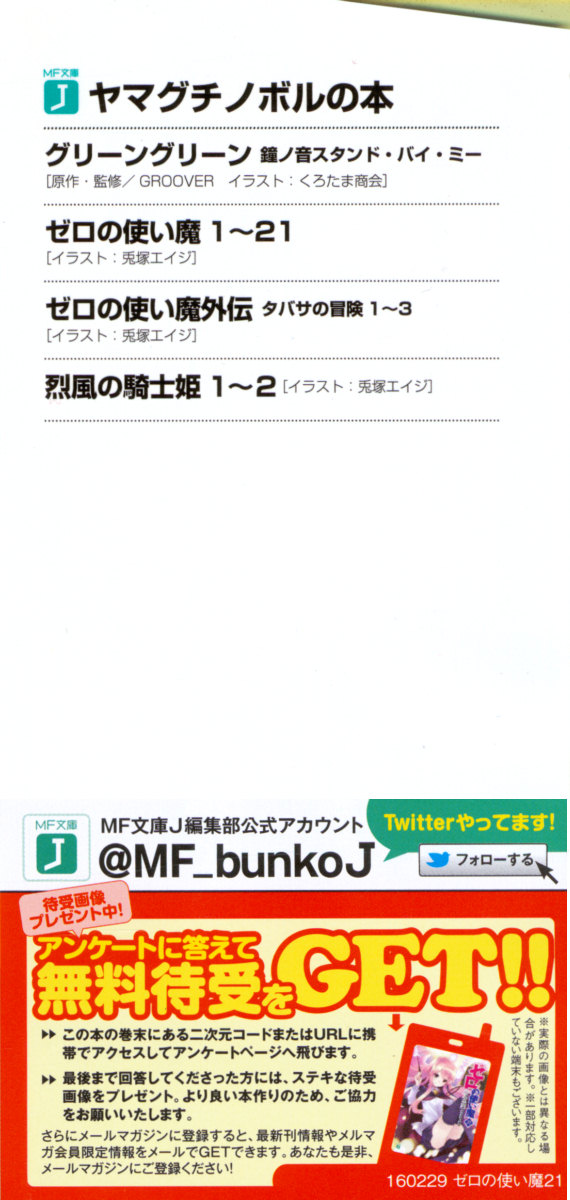 MF文庫
J
ヤマグチノボルの本
グリーングリーン 鐘ノ音スタンド・バイ・ミー
[原作・監修／GROOVER　イラスト：くろたま商会]
ゼロの使い魔 1〜21
[イラスト：兎塚エイジ]
ゼロの使い魔外伝 タバサの冒険 1〜3
[イラスト：兎塚エイジ]
烈風の騎士姫 1〜2 [イラスト：兎塚エイジ]
MF文庫
J
MF文庫J編集部公式アカウント
@MF_bunkoJ
Twitterやってます!
フォローする
待受画像
プレゼント中!
アンケートに答えて
無料待受をGET!!
この本の巻末にある二次元コードまたはURLに携
帯でアクセスしてアンケートページへ飛びます。
最後まで回答してくださった方には、ステキな待受
画像をプレゼント。より良い本作りのため、ご協力
をお願いいたします。
さらにメールマガジンに登録すると、最新刊情報やメルマ
ガ会員限定情報をメールでGETできます。あなたも是非、
メールマガジンにご登録ください!
※実際の画像とは異なる場
合があります。※一部対応し
ていない端末もございます。
ゼロの使い魔
160229 ゼロの使い魔21